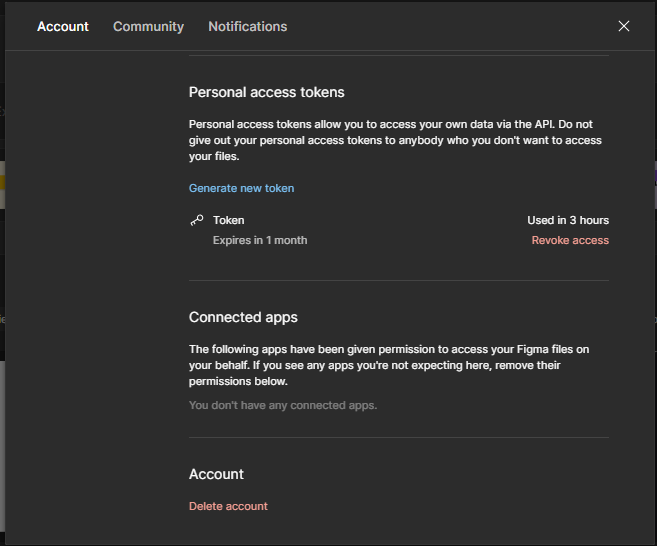 Account Community Notifications
Personal access tokens
Personal access tokens allow you to access your own data via the API. Do not
give out your personal access tokens to anybody who you don't want to access
your files.
Generate new token
Token Used in 3 hours
Expires in 1 month Revoke access
Connected apps
The following apps have been given permission to access your Figma files on
your behalf. If you see any apps you're not expecting here, remove their
permissions below.
You don't have any connected apps.
Account
Delete account